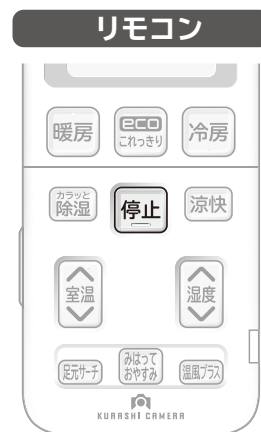 リモコン
暖房
eco
これっきり
冷房
カラッと
除湿
停止
涼快
室温
湿度
足元サーチ
みはって
おやすみ
温風プラス
KURASHI CAMERA